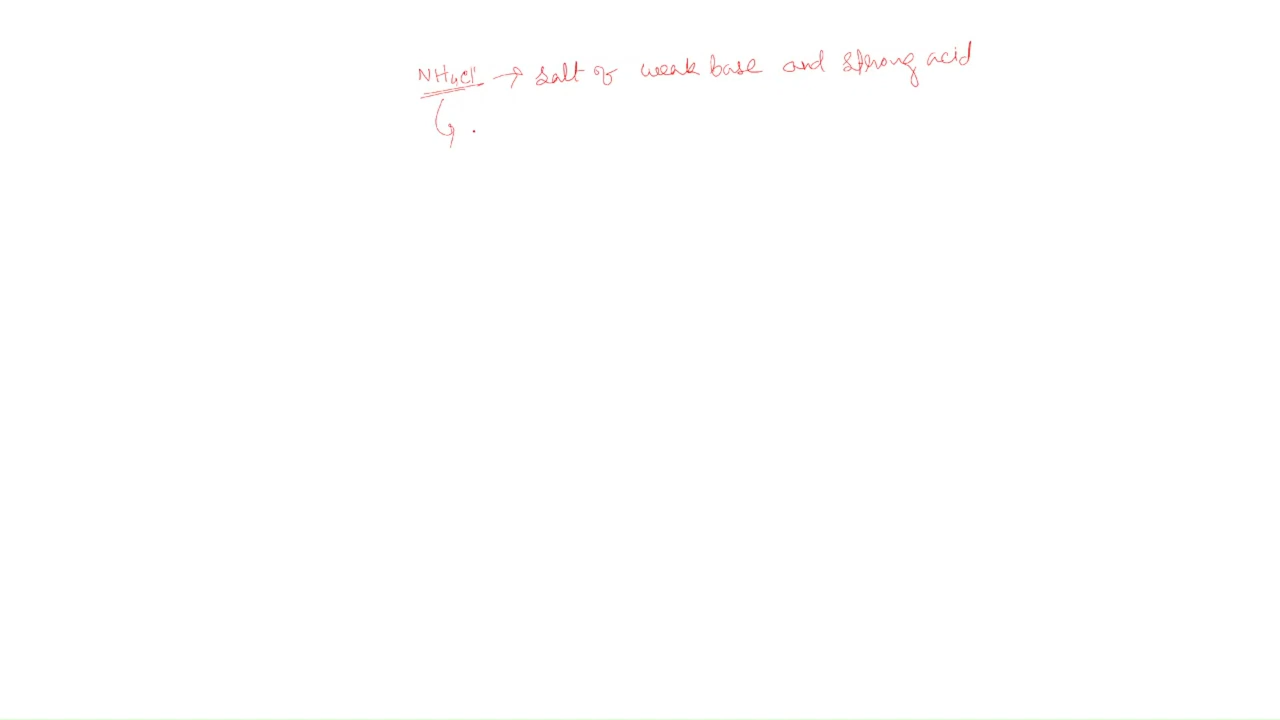 NH4Cl → salt of weak base and strong acid